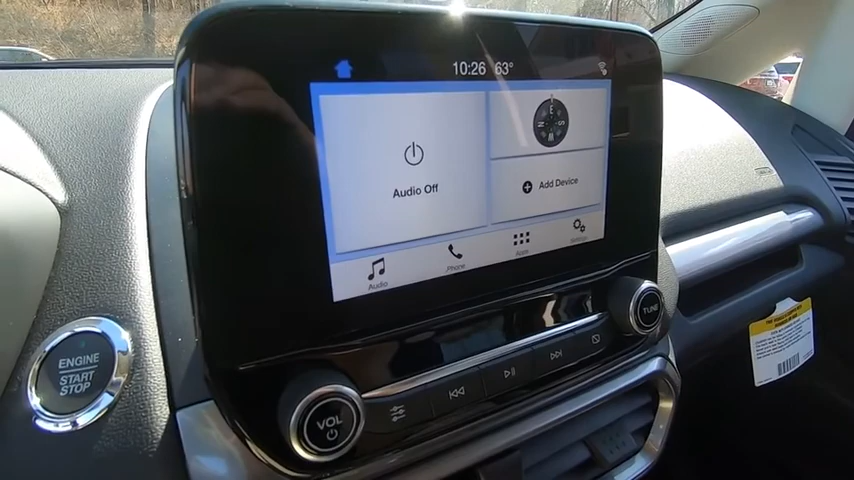 10:26 63°
E
N S
W
Audio Off
Add Device
Audio Phone Apps Settings
ENGINE
START
STOP
VOL
TUNE